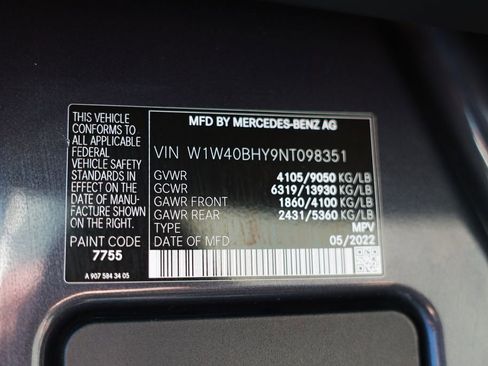 THIS VEHICLE
CONFORMS TO
ALL APPLICABLE
FEDERAL
VEHICLE SAFETY
STANDARDS IN
EFFECT ON THE
DATE OF MANU-
FACTURE SHOWN
ON THE RIGHT.
PAINT CODE
7755
A 907 584 34 05
MFD BY MERCEDES-BENZ AG
VIN W1W40BHY9NT098351
GVWR 4105/9050 KG/LB
GCWR 6319/13930 KG/LB
GAWR FRONT 1860/4100 KG/LB
GAWR REAR 2431/5360 KG/LB
TYPE MPV
DATE OF MFD 05/2022